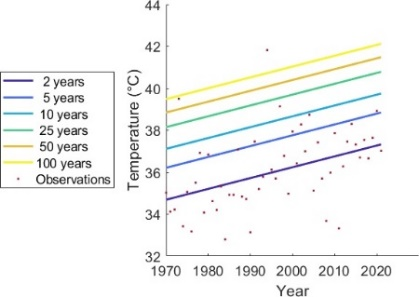 44
42
40
38
36
34
32
Temperature (°C)
1970 1980 1990 2000 2010 2020
Year
2 years
5 years
10 years
25 years
50 years
100 years
Observations